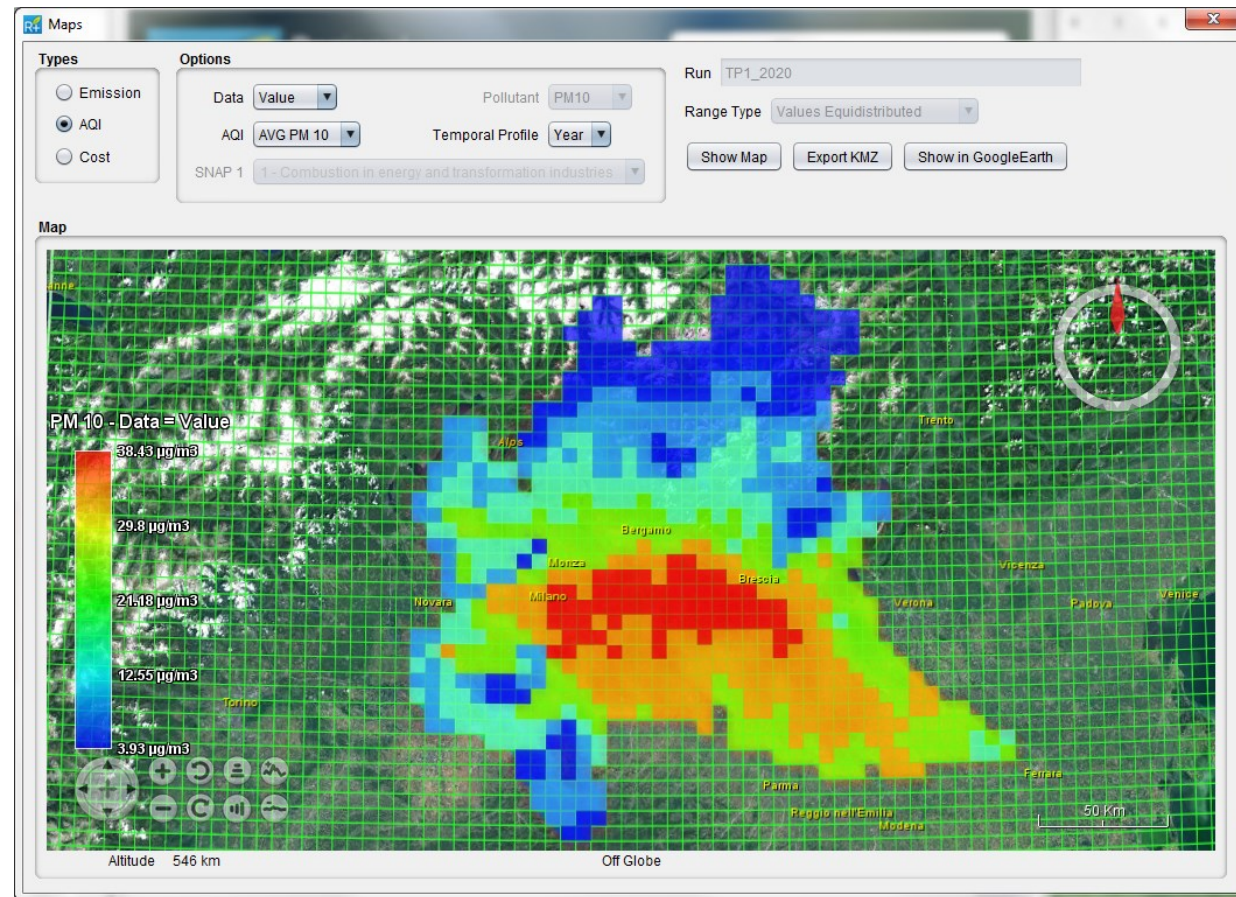 R+ Maps
Types
Emission
AQI
Cost
Options
Data Value
Pollutant PM10
AQI AVG PM 10
Temporal Profile Year
SNAP 1 1 - Combustion in energy and transformation industries
Run TP1_2020
Range Type Values Equidistributed
Show Map Export KMZ Show in GoogleEarth
Map
anne
Trento
PM 10 - Data = Value
Alps
38.43 µg/m3
29.8 µg/m3
Bergamo
Monza
Vicenza
Brescia
21.18 µg/m3
Novara
Milano
Verona
Padova
Venice
12.55 µg/m3
Torino
3.93 µg/m3
Ferrara
Parma
Reggio nell'Emilia
Modena
50 Km
Altitude 546 km
Off Globe